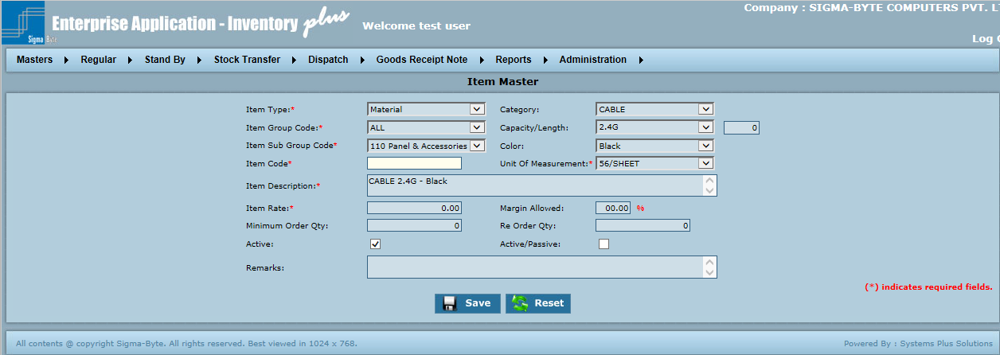 Company : SIGMA-BYTE COMPUTERS PVT.
Enterprise Application - Inventory plus
Welcome test user
Sigma Byte
Log
Masters Regular Stand By Stock Transfer Dispatch Goods Receipt Note Reports Administration
Item Master
Item Type:* Material Category: CABLE
Item Group Code:* ALL Capacity/Length: 2.4G 0
Item Sub Group Code* 110 Panel & Accessories Color: Black
Item Code* Unit Of Measurement:* 56/SHEET
Item Description:* CABLE 2.4G - Black
Item Rate:* 0.00 Margin Allowed: 00.00 %
Minimum Order Qty: 0 Re Order Qty: 0
Active: Active/Passive:
Remarks:
(*) indicates required fields.
Save Reset
All contents @ copyright Sigma-Byte. All rights reserved. Best viewed in 1024 x 768. Powered By : Systems Plus Solutions